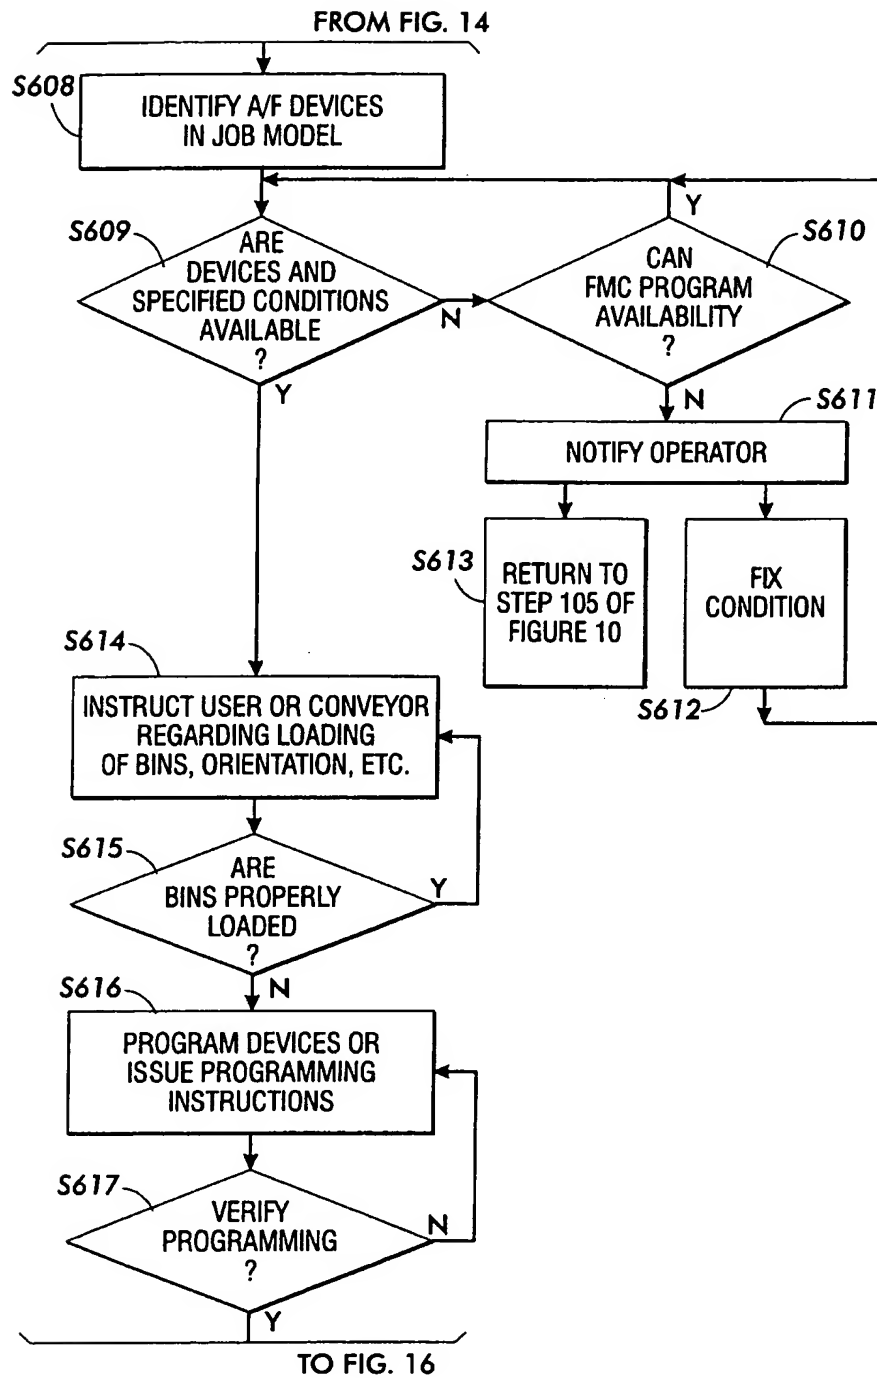 FROM FIG. 14
S608
IDENTIFY A/F DEVICES
IN JOB MODEL
S609
ARE
DEVICES AND
SPECIFIED CONDITIONS
AVAILABLE
?
N
Y
S610
CAN
FMC PROGRAM
AVAILABILITY
?
Y
N
S611
NOTIFY OPERATOR
S613
RETURN TO
STEP 105 OF
FIGURE 10
FIX
CONDITION
S612
S614
INSTRUCT USER OR CONVEYOR
REGARDING LOADING
OF BINS, ORIENTATION, ETC.
S615
ARE
BINS PROPERLY
LOADED
?
Y
N
S616
PROGRAM DEVICES OR
ISSUE PROGRAMMING
INSTRUCTIONS
S617
VERIFY
PROGRAMMING
?
N
Y
TO FIG. 16